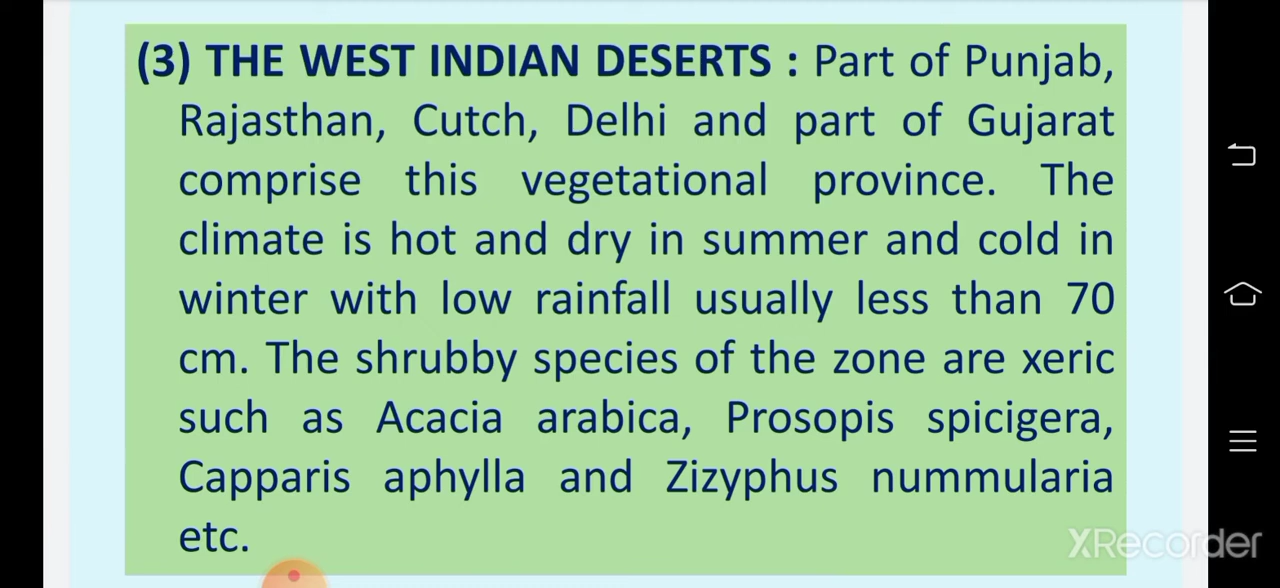 (3) THE WEST INDIAN DESERTS : Part of Punjab,
Rajasthan, Cutch, Delhi and part of Gujarat
comprise this vegetational province. The
climate is hot and dry in summer and cold in
winter with low rainfall usually less than 70
cm. The shrubby species of the zone are xeric
such as Acacia arabica, Prosopis spicigera,
Capparis aphylla and Zizyphus nummularia
etc.
XRecorder